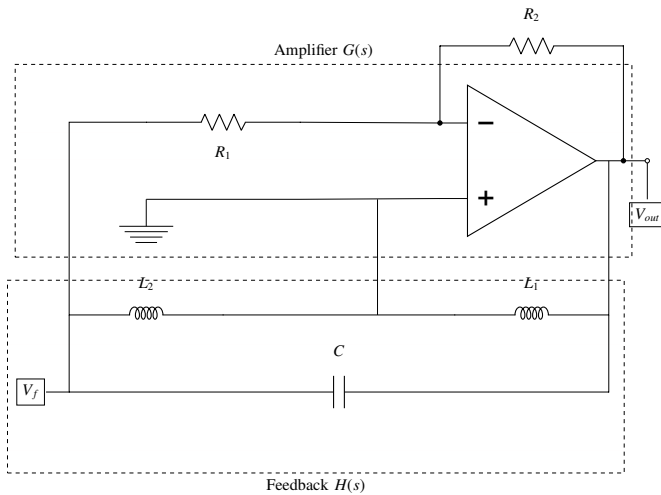 R2
Amplifier G(s)
R1
−
+
Vout
L2
L1
C
Vf
Feedback H(s)